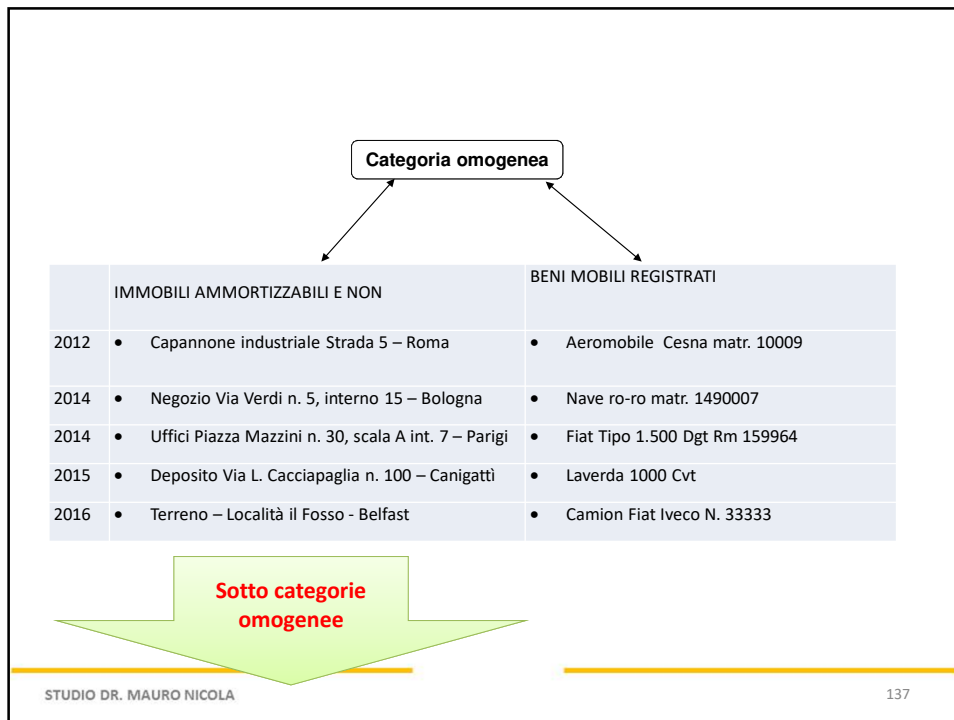 Categoria omogenea
IMMOBILI AMMORTIZZABILI E NON
BENI MOBILI REGISTRATI
2012 • Capannone industriale Strada 5 – Roma • Aeromobile Cesna matr. 10009
2014 • Negozio Via Verdi n. 5, interno 15 – Bologna • Nave ro-ro matr. 1490007
2014 • Uffici Piazza Mazzini n. 30, scala A int. 7 – Parigi • Fiat Tipo 1.500 Dgt Rm 159964
2015 • Deposito Via L. Cacciapaglia n. 100 – Canigattì • Laverda 1000 Cvt
2016 • Terreno – Località il Fosso - Belfast • Camion Fiat Iveco N. 33333
Sotto categorie
omogenee
STUDIO DR. MAURO NICOLA
137